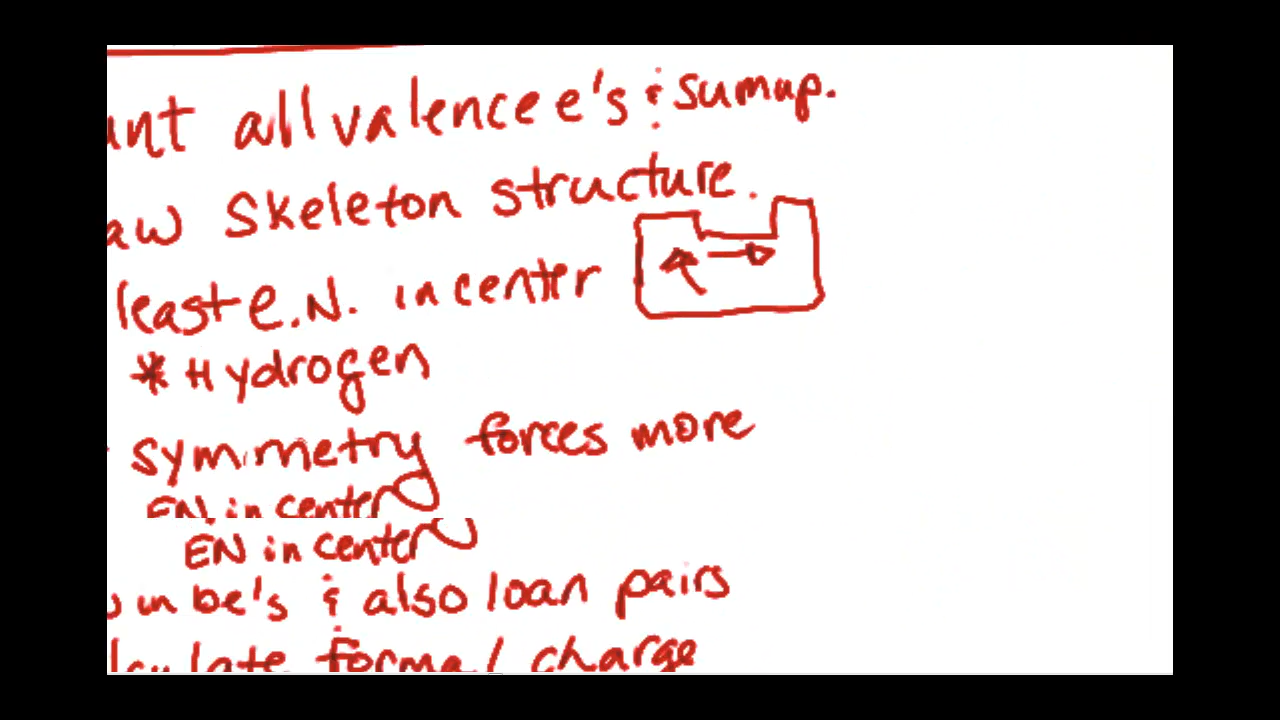 unt all valence e's & sum up.
aw skeleton structure.
least e.N. in center
* Hydrogen
symmetry forces more
EN in center
EN in center
in be's & also loan pairs
lculate formal charge